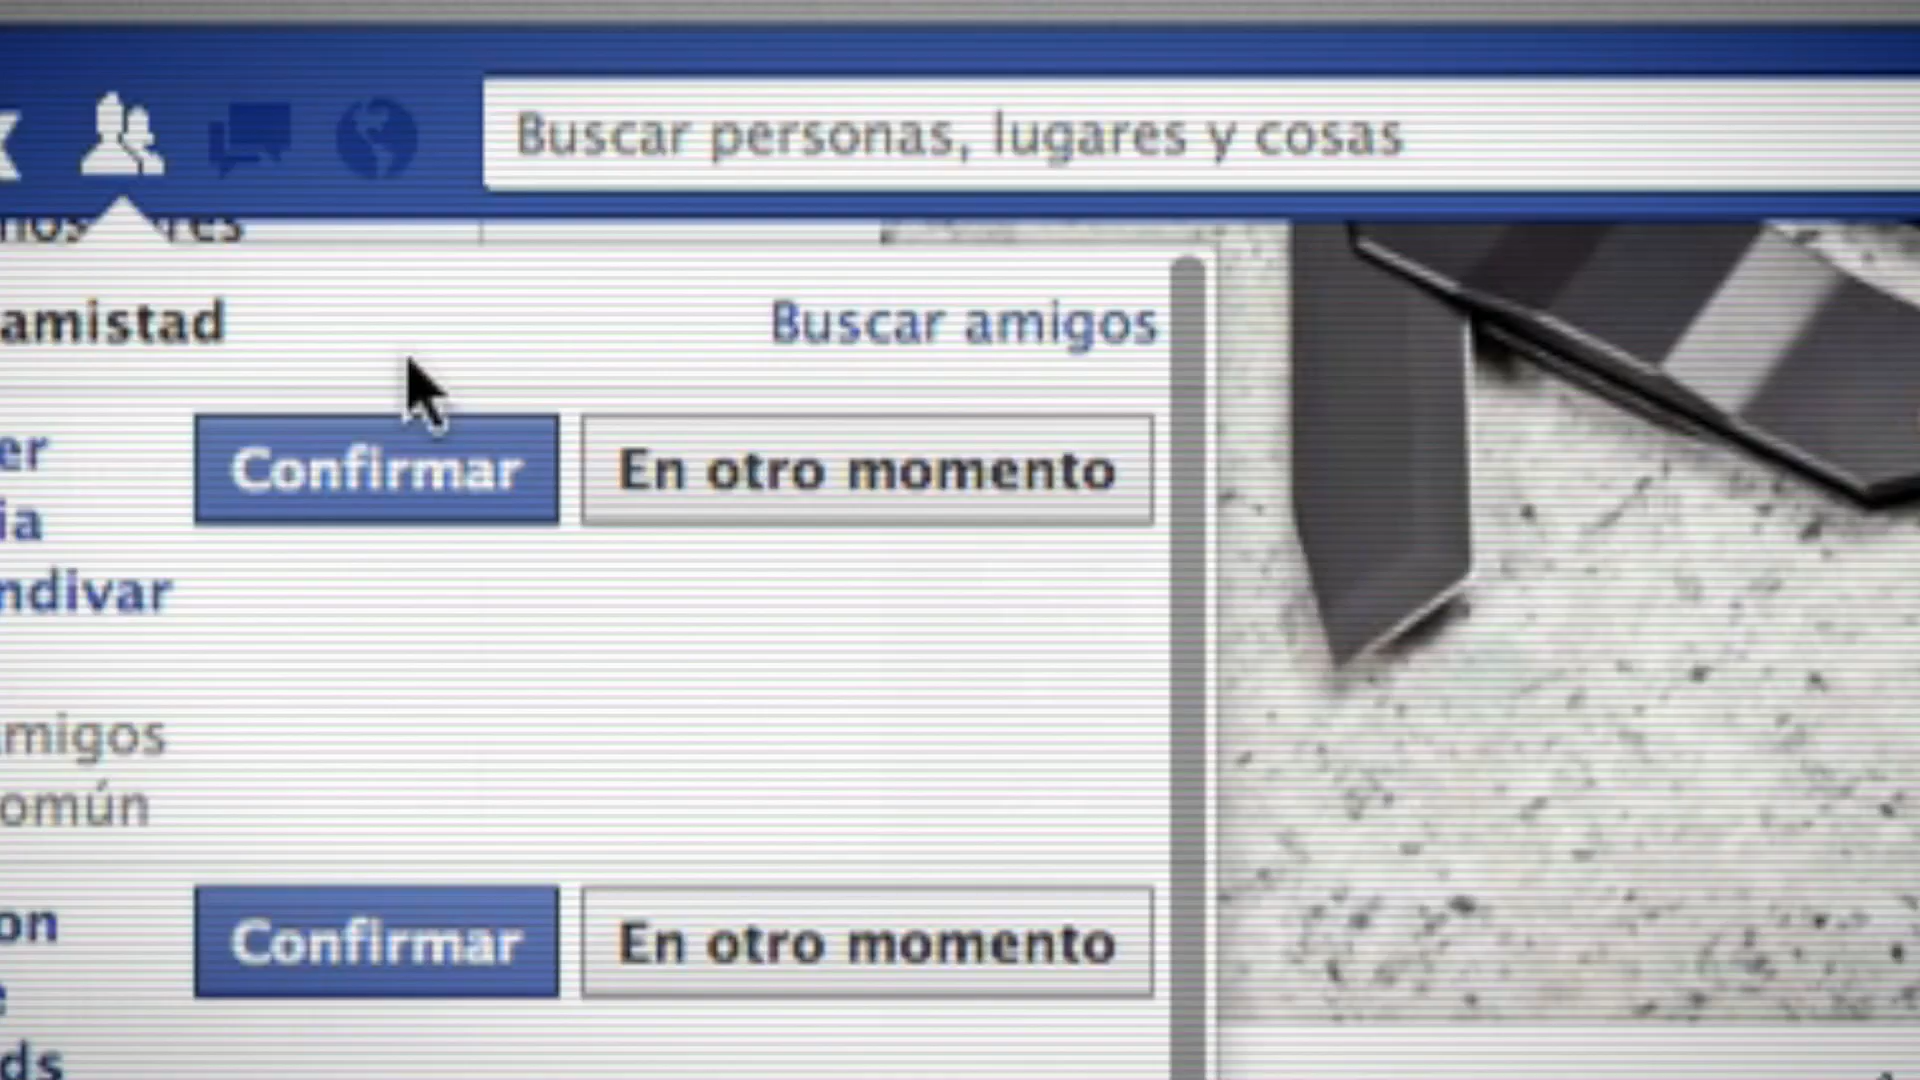 Buscar personas, lugares y cosas
amistad
Buscar amigos
er
Confirmar
En otro momento
ia
ndivar
amigos
omún
on
Confirmar
En otro momento
ds